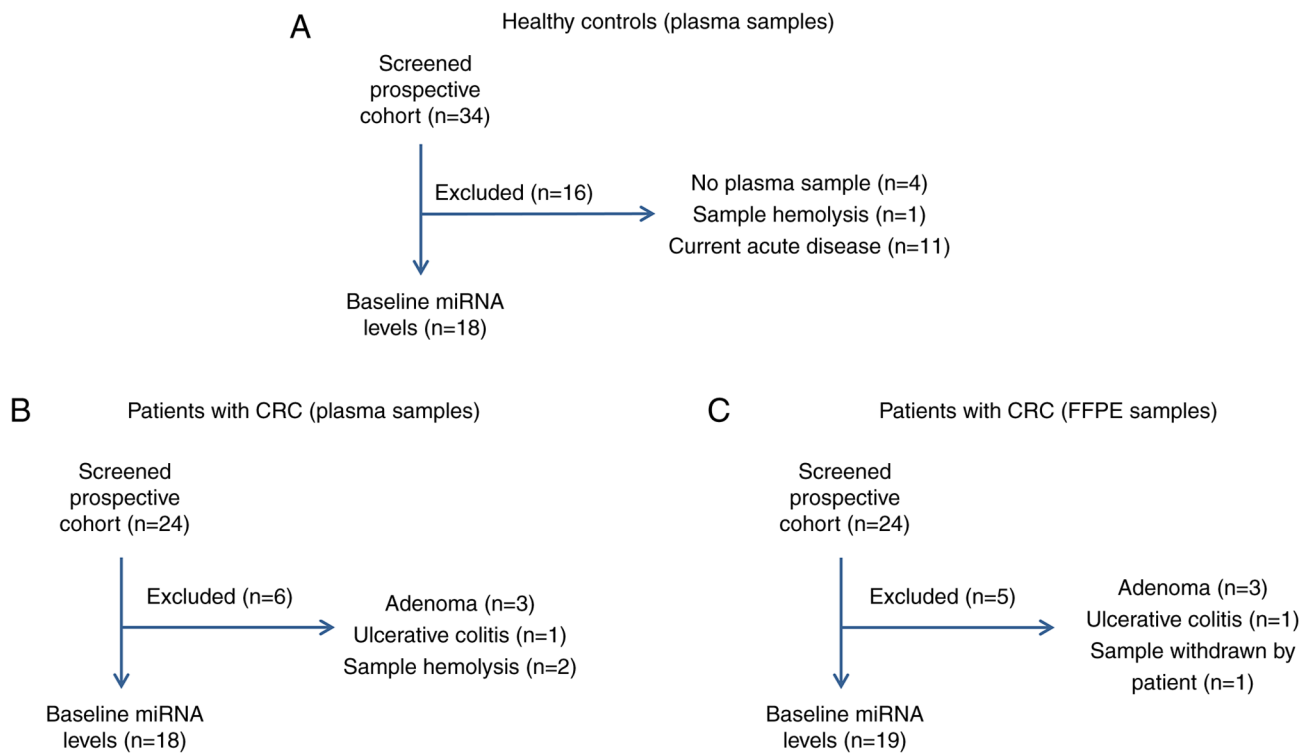 A
Healthy controls (plasma samples)
Screened
prospective
cohort (n=34)
Excluded (n=16)
No plasma sample (n=4)
Sample hemolysis (n=1)
Current acute disease (n=11)
Baseline miRNA
levels (n=18)
B
Patients with CRC (plasma samples)
Screened
prospective
cohort (n=24)
Excluded (n=6)
Adenoma (n=3)
Ulcerative colitis (n=1)
Sample hemolysis (n=2)
Baseline miRNA
levels (n=18)
C
Patients with CRC (FFPE samples)
Screened
prospective
cohort (n=24)
Excluded (n=5)
Adenoma (n=3)
Ulcerative colitis (n=1)
Sample withdrawn by
patient (n=1)
Baseline miRNA
levels (n=19)